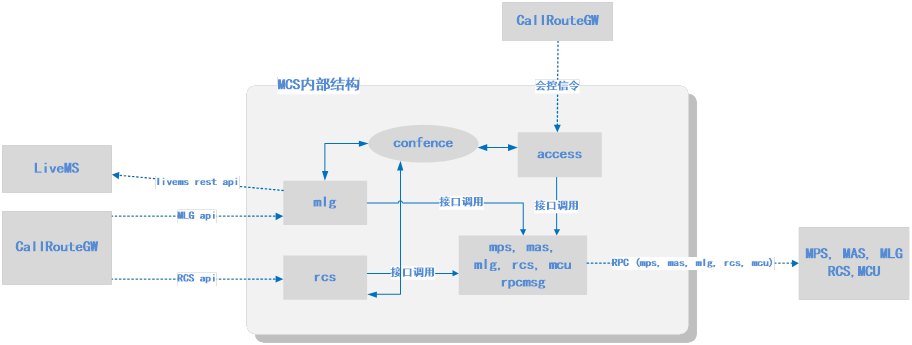 CallRouteGW
MCS内部结构
会控信令
confence
access
LiveMS
livems rest api
mlg
接口调用
接口调用
MLG api
CallRouteGW
mps, mas,
mlg, rcs, mcu
rpcmsg
RPC (mps, mas, mlg, rcs, mcu)
MPS, MAS, MLG
RCS,MCU
RCS api
rcs
接口调用